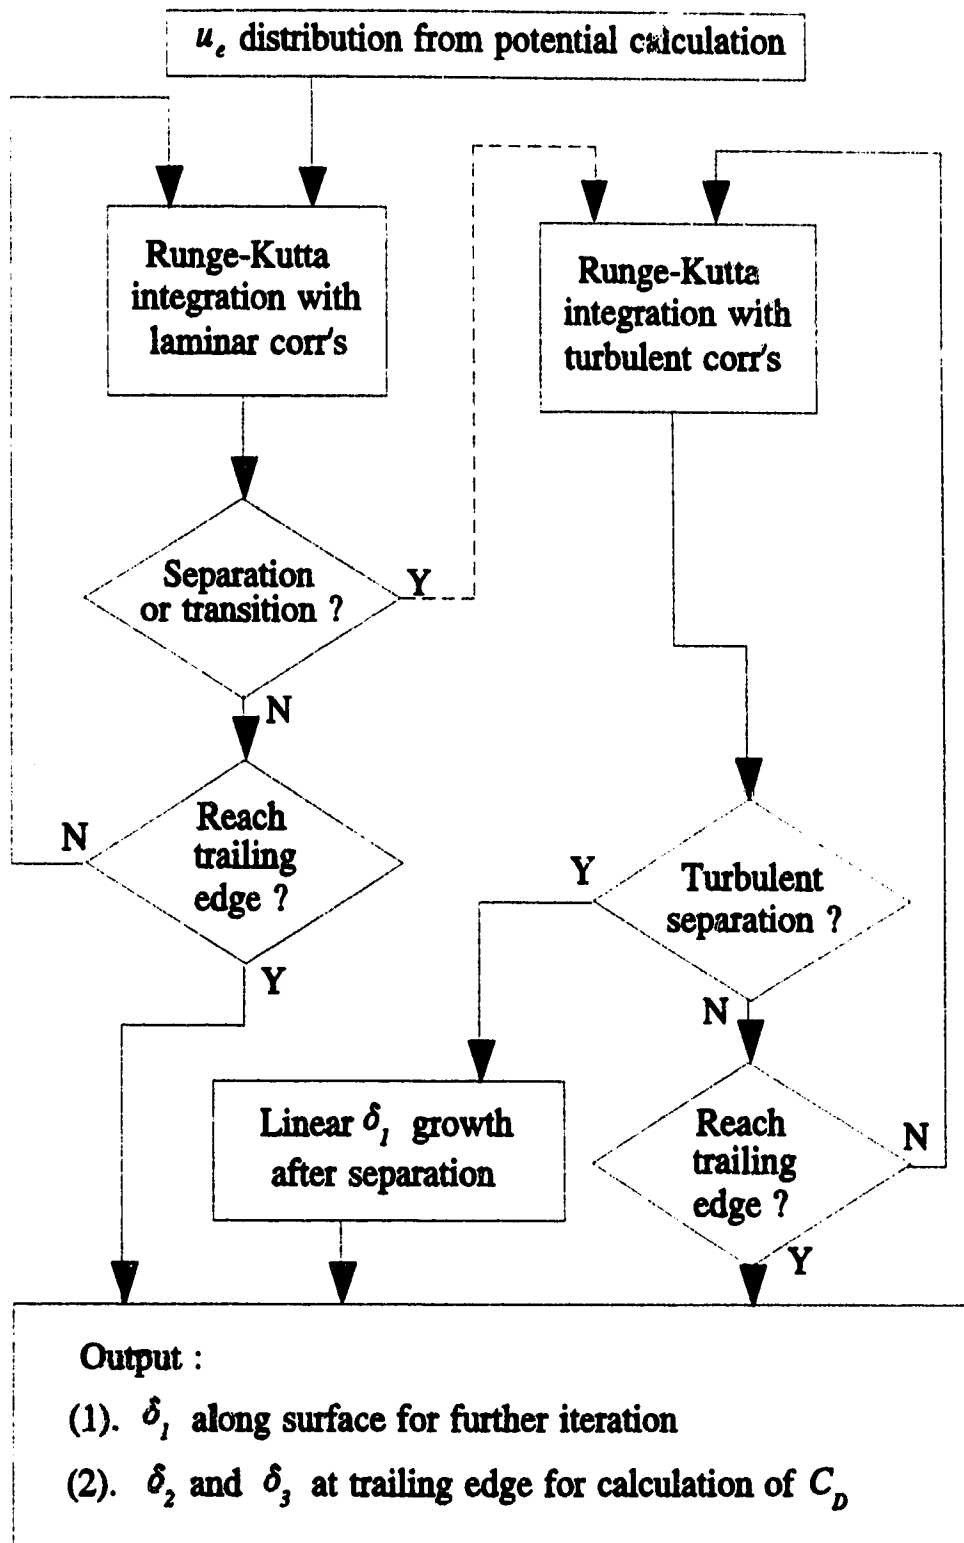 u_e distribution from potential calculation
Runge-Kutta
integration with
laminar corr's
Runge-Kutta
integration with
turbulent corr's
Separation
or transition ?
Y
N
Reach
trailing
edge ?
N
Y
Turbulent
separation ?
Y
N
Linear δ_1 growth
after separation
Reach
trailing
edge ?
N
Y
Output :
(1). δ_1 along surface for further iteration
(2). δ_2 and δ_3 at trailing edge for calculation of C_D